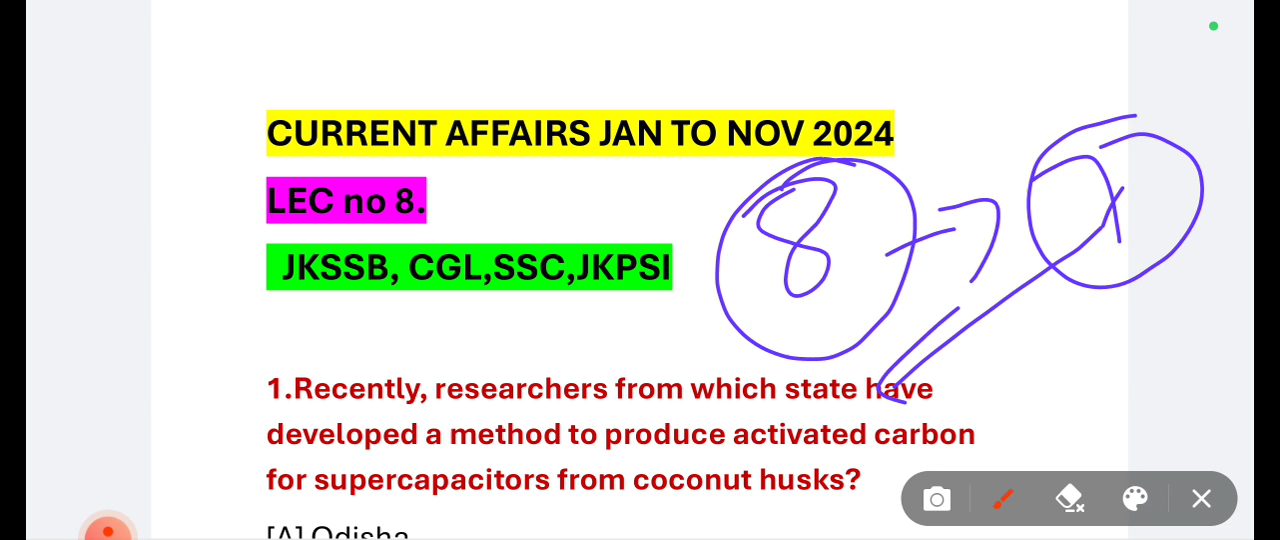 CURRENT AFFAIRS JAN TO NOV 2024
LEC no 8.
JKSSB, CGL,SSC,JKPSI
8
1.Recently, researchers from which state have
developed a method to produce activated carbon
for supercapacitors from coconut husks?
[A] Odisha